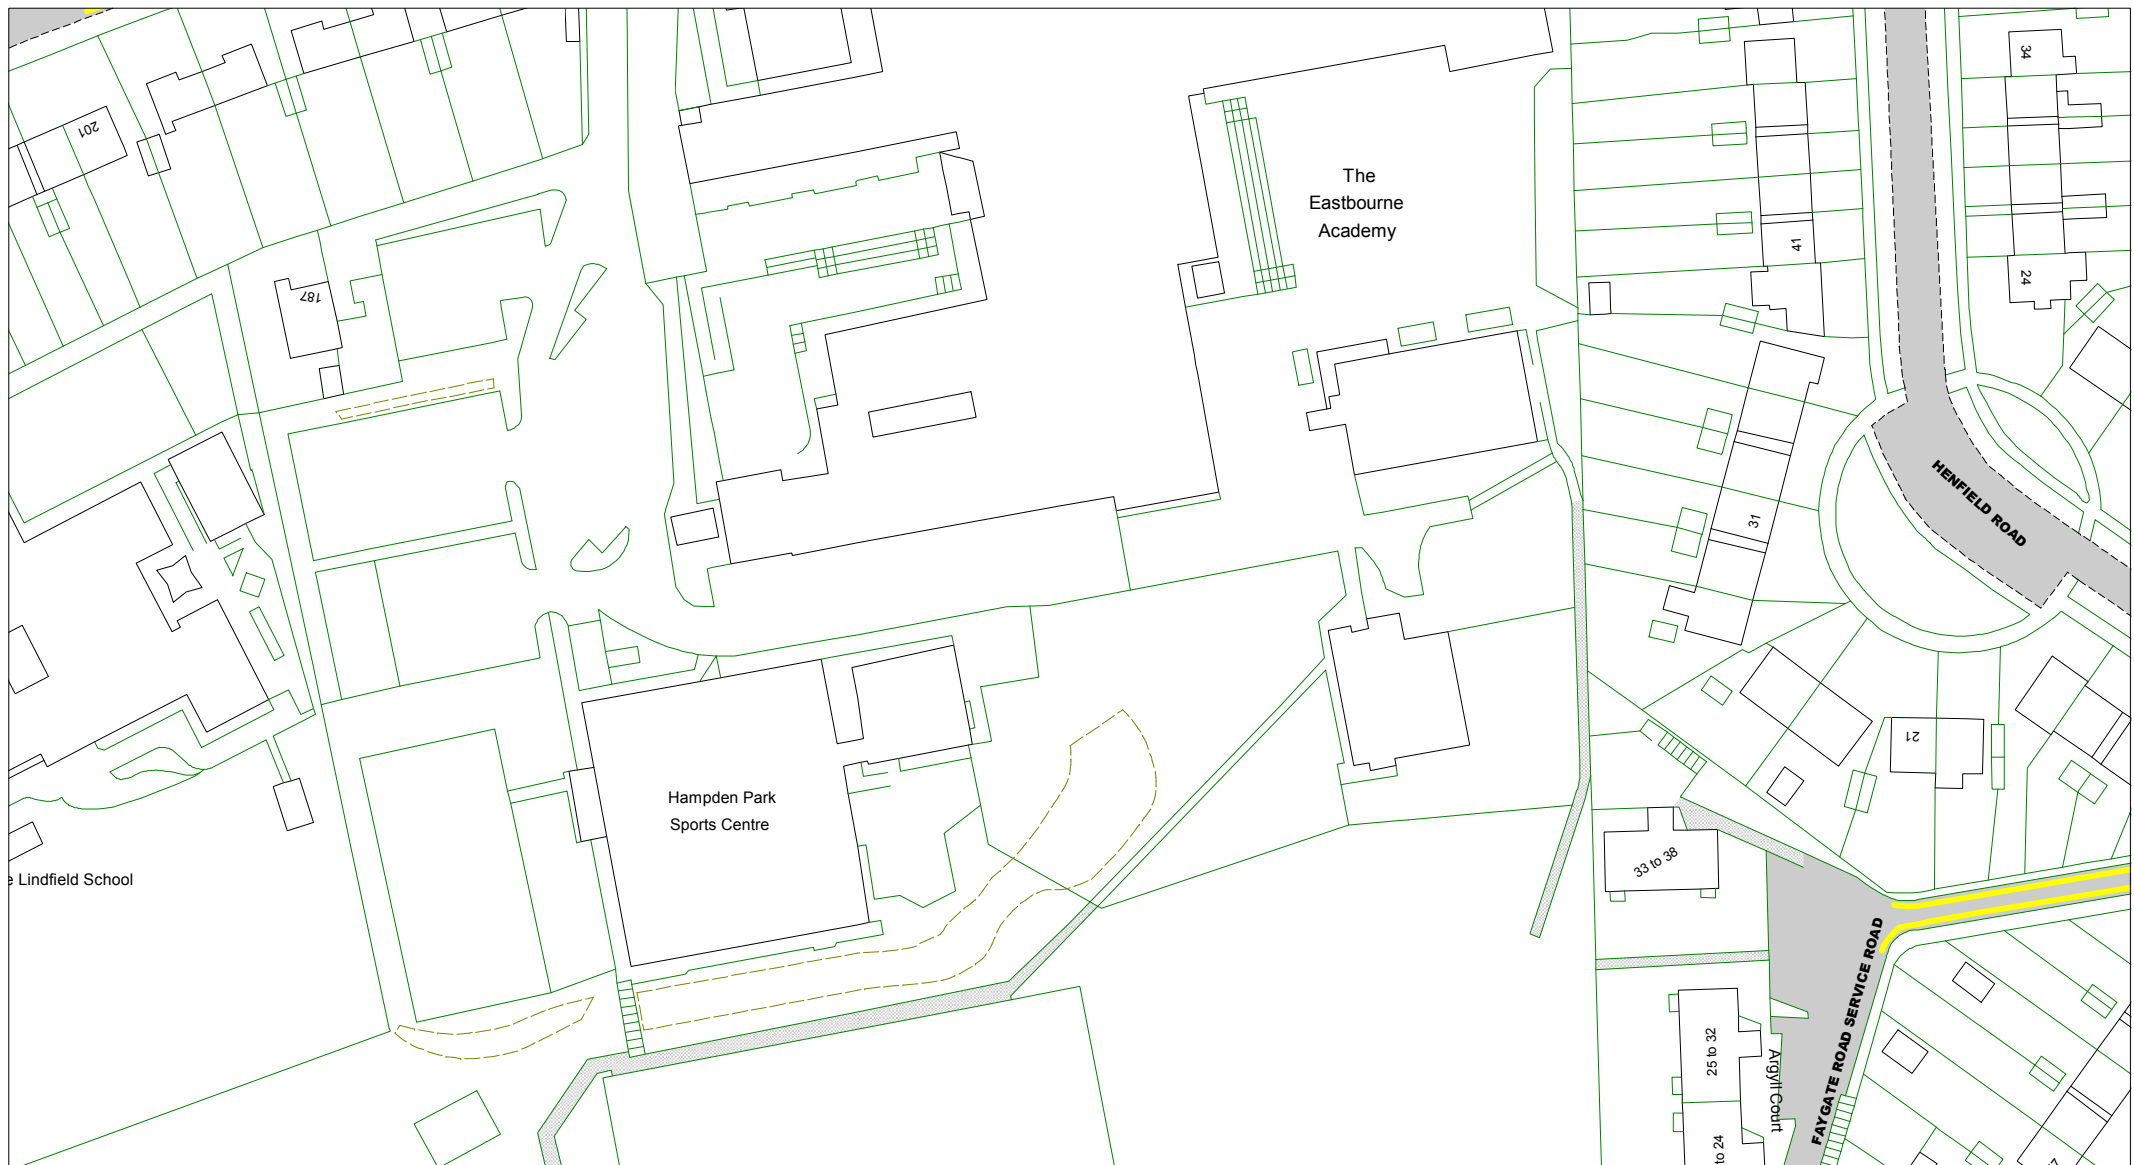 201
187
The
Eastbourne
Academy
34
41
24
HENFIELD ROAD
31
21
Hampden Park
Sports Centre
33 to 38
Lindfield School
FAYGATE ROAD SERVICE ROAD
25 to 32
Argyll Court
to 24